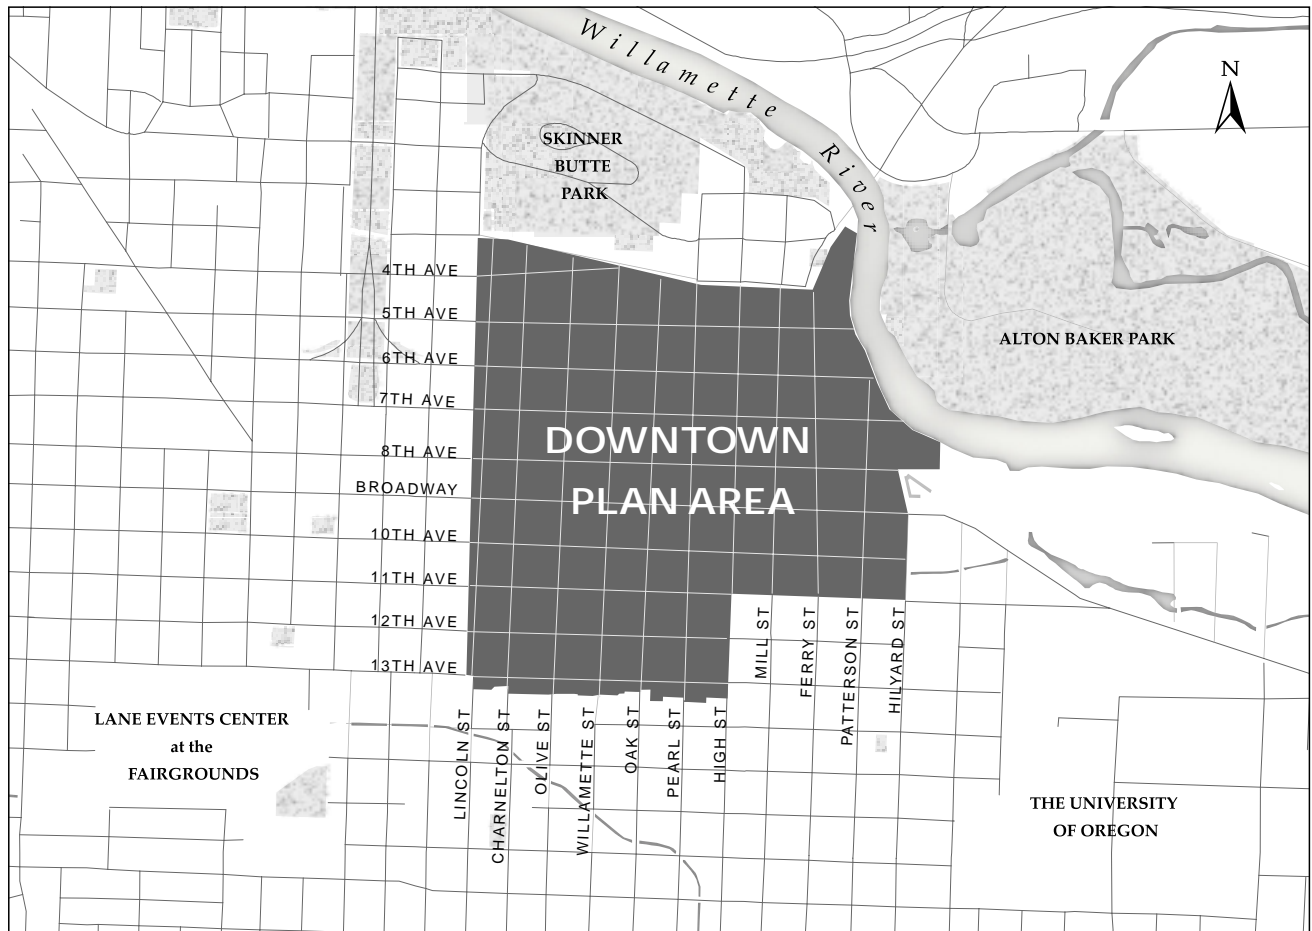 Willamette River
N
SKINNER
BUTTE
PARK
4TH AVE
5TH AVE
ALTON BAKER PARK
6TH AVE
7TH AVE
DOWNTOWN
PLAN AREA
8TH AVE
BROADWAY
10TH AVE
11TH AVE
12TH AVE
13TH AVE
MILL ST
FERRY ST
PATTERSON ST
HILYARD ST
LINCOLN ST
CHARNELTON ST
OLIVE ST
WILLAMETTE ST
OAK ST
PEARL ST
HIGH ST
LANE EVENTS CENTER
at the
FAIRGROUNDS
THE UNIVERSITY
OF OREGON